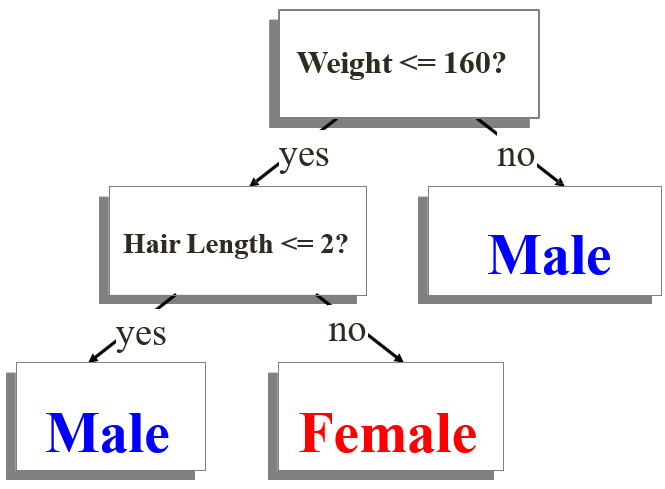 Weight <= 160?
yes
no
Hair Length <= 2?
Male
yes
no
Male
Female